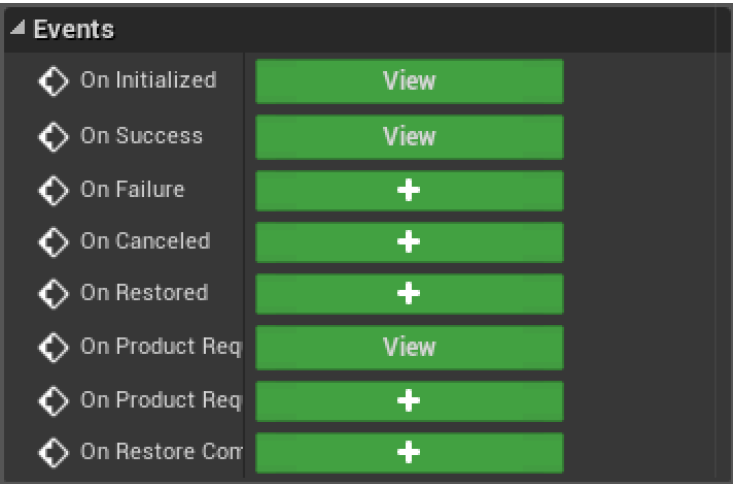 Events
On Initialized View
On Success View
On Failure +
On Canceled +
On Restored +
On Product Req View
On Product Req +
On Restore Com +